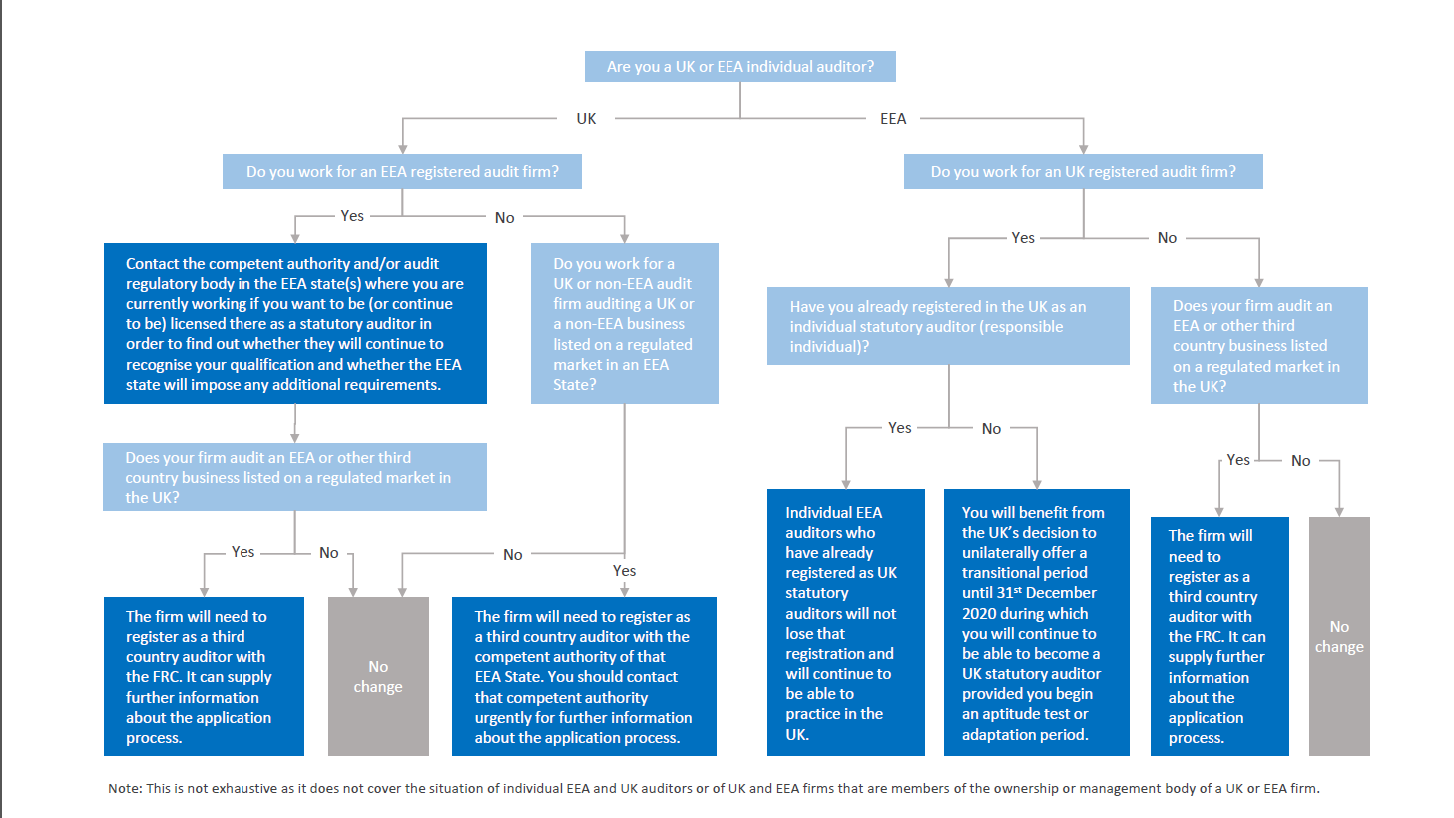 Are you a UK or EEA individual auditor?
UK
EEA
Do you work for an EEA registered audit firm?
Do you work for an UK registered audit firm?
Yes
No
Yes
No
Contact the competent authority and/or audit
regulatory body in the EEA state(s) where you are
currently working if you want to be (or continue
to be) licensed there as a statutory auditor in
order to find out whether they will continue to
recognise your qualification and whether the EEA
state will impose any additional requirements.
Do you work for a
UK or non-EEA audit
firm auditing a UK or
a non-EEA business
listed on a regulated
market in an EEA
State?
Have you already registered in the UK as an
individual statutory auditor (responsible
individual)?
Does your firm audit an
EEA or other third
country business listed
on a regulated market in
the UK?
Does your firm audit an EEA or other third
country business listed on a regulated market in
the UK?
Yes
No
No
Yes
Yes
No
Yes
No
The firm will need to
register as a third
country auditor with
the FRC. It can supply
further information
about the application
process.
No
change
The firm will need to register as
a third country auditor with the
competent authority of that
EEA State. You should contact
that competent authority
urgently for further information
about the application process.
Individual EEA
auditors who
have already
registered as UK
statutory
auditors will not
lose that
registration and
will continue to
be able to
practice in the
UK.
You will benefit from
the UK's decision to
unilaterally offer a
transitional period
until 31st December
2020 during which
you will continue to
be able to become a
UK statutory auditor
provided you begin
an aptitude test or
adaptation period.
The firm will
need to
register as a
third country
auditor with
the FRC. It can
supply further
information
about the
application
process.
No
change
Note: This is not exhaustive as it does not cover the situation of individual EEA and UK auditors or of UK and EEA firms that are members of the ownership or management body of a UK or EEA firm.